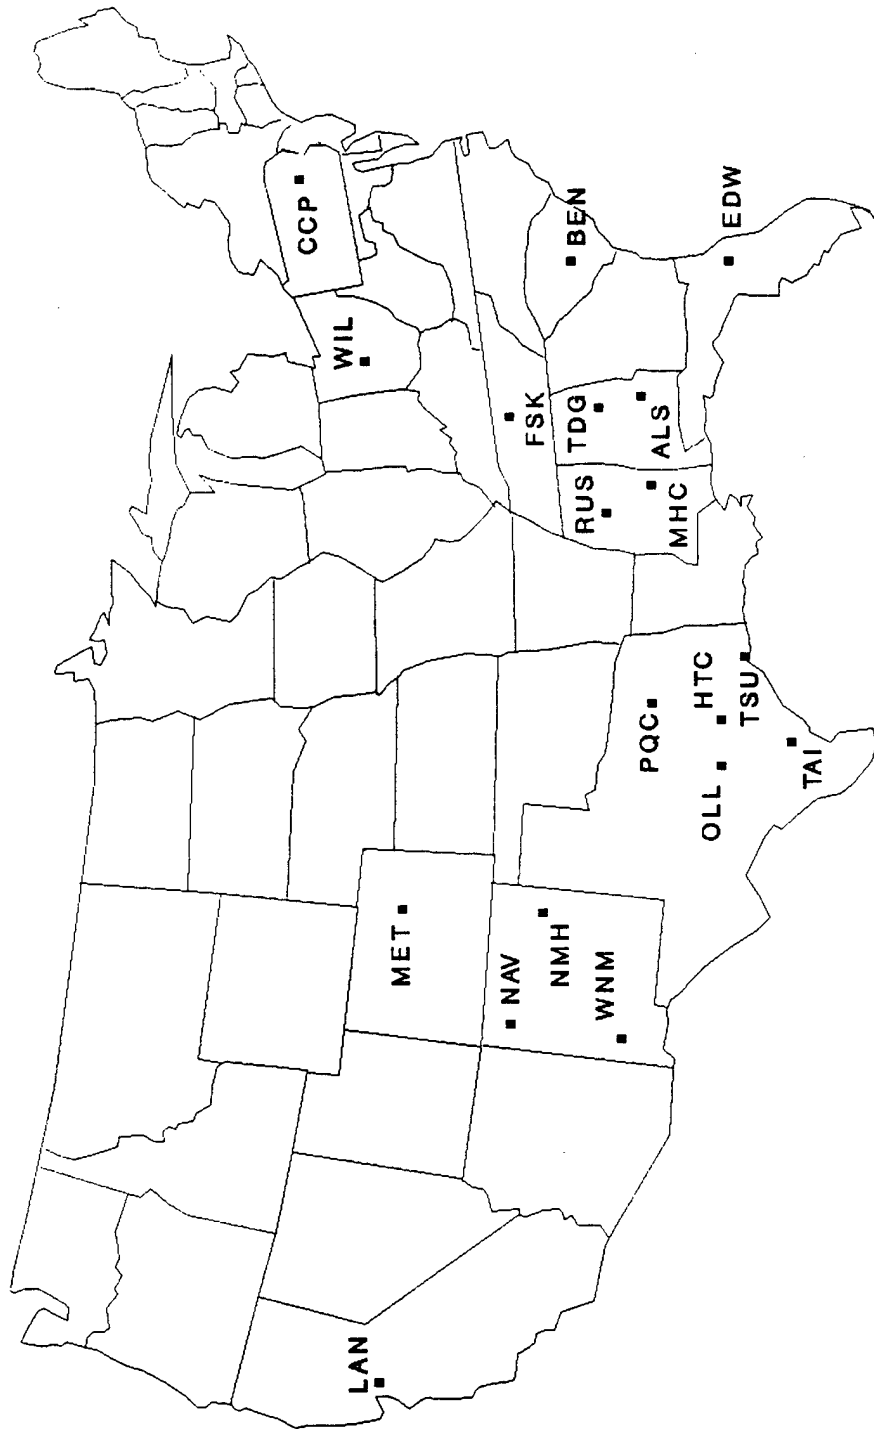 LAN
MET
NAV
NMH
WNM
PQC
OLL
HTC
TSU
TAI
RUS
MHC
TDG
ALS
FSK
WIL
CCP
BEN
EDW